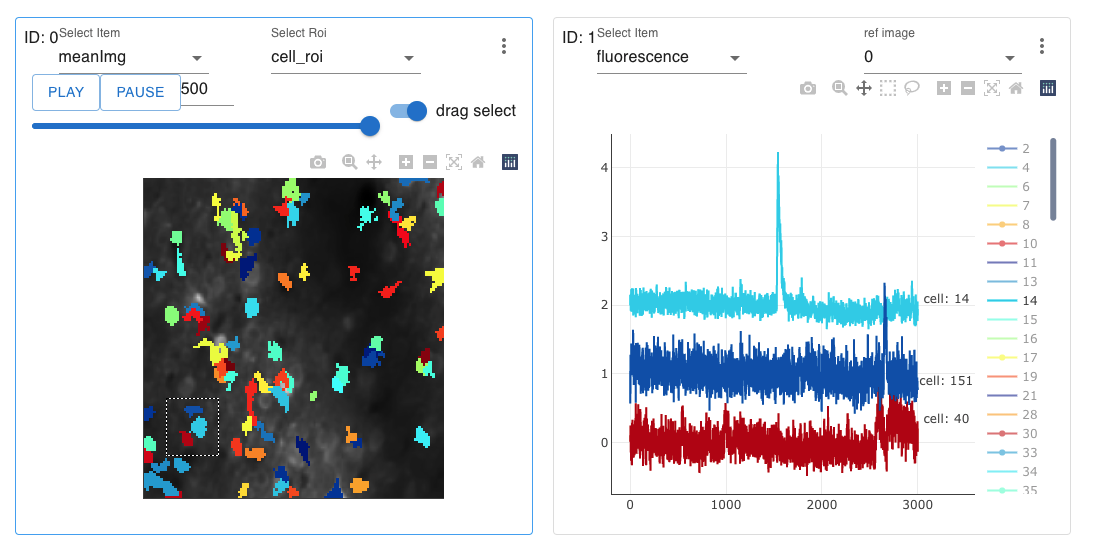 ID: 0
Select Item
meanImg
Select Roi
cell_roi
PLAY
PAUSE
500
drag select
ID: 1
Select Item
fluorescence
ref image
0
4
3
2
1
0
0
1000
2000
3000
cell: 14
cell: 151
cell: 40
2
4
6
7
8
10
11
13
14
15
16
17
19
21
28
30
33
34
35